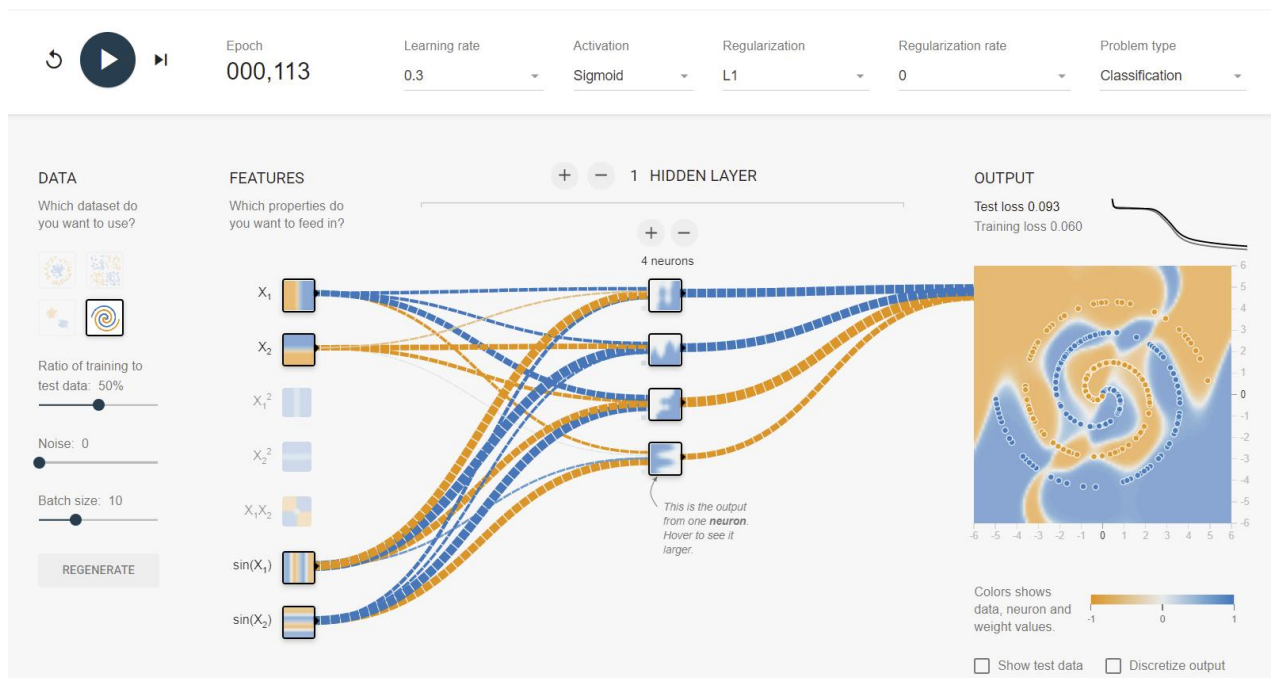 Epoch
000,113
Learning rate
0.3
Activation
Sigmoid
Regularization
L1
Regularization rate
0
Problem type
Classification
DATA
Which dataset do
you want to use?
Ratio of training to
test data: 50%
Noise: 0
Batch size: 10
REGENERATE
FEATURES
Which properties do
you want to feed in?
X₁
X₂
X₁²
X₂²
X₁X₂
sin(X₁)
sin(X₂)
+ − 1 HIDDEN LAYER
+ −
4 neurons
This is the output
from one neuron.
Hover to see it
larger.
OUTPUT
Test loss 0.093
Training loss 0.060
6
5
4
3
2
1
0
-1
-2
-3
-4
-5
-6
-6 -5 -4 -3 -2 -1 0 1 2 3 4 5 6
Colors shows
data, neuron and
weight values.
-1 0 1
Show test data
Discretize output